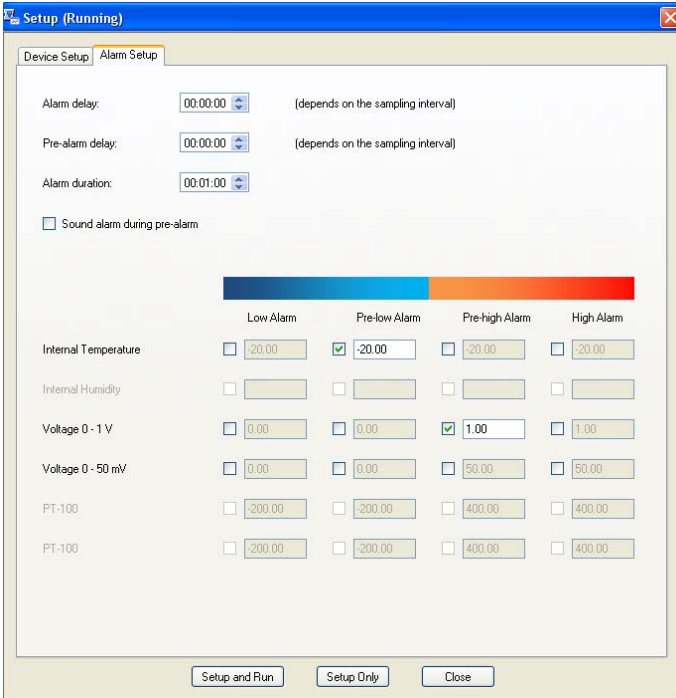 Setup (Running)
Device Setup Alarm Setup
Alarm delay: 00:00:00 (depends on the sampling interval)
Pre-alarm delay: 00:00:00 (depends on the sampling interval)
Alarm duration: 00:01:00
Sound alarm during pre-alarm
Low Alarm Pre-low Alarm Pre-high Alarm High Alarm
Internal Temperature -20.00 -20.00 -20.00 -20.00
Internal Humidity
Voltage 0 - 1 V 0.00 0.00 1.00 1.00
Voltage 0 - 50 mV 0.00 0.00 50.00 50.00
PT-100 -200.00 -200.00 400.00 400.00
PT-100 -200.00 -200.00 400.00 400.00
Setup and Run Setup Only Close